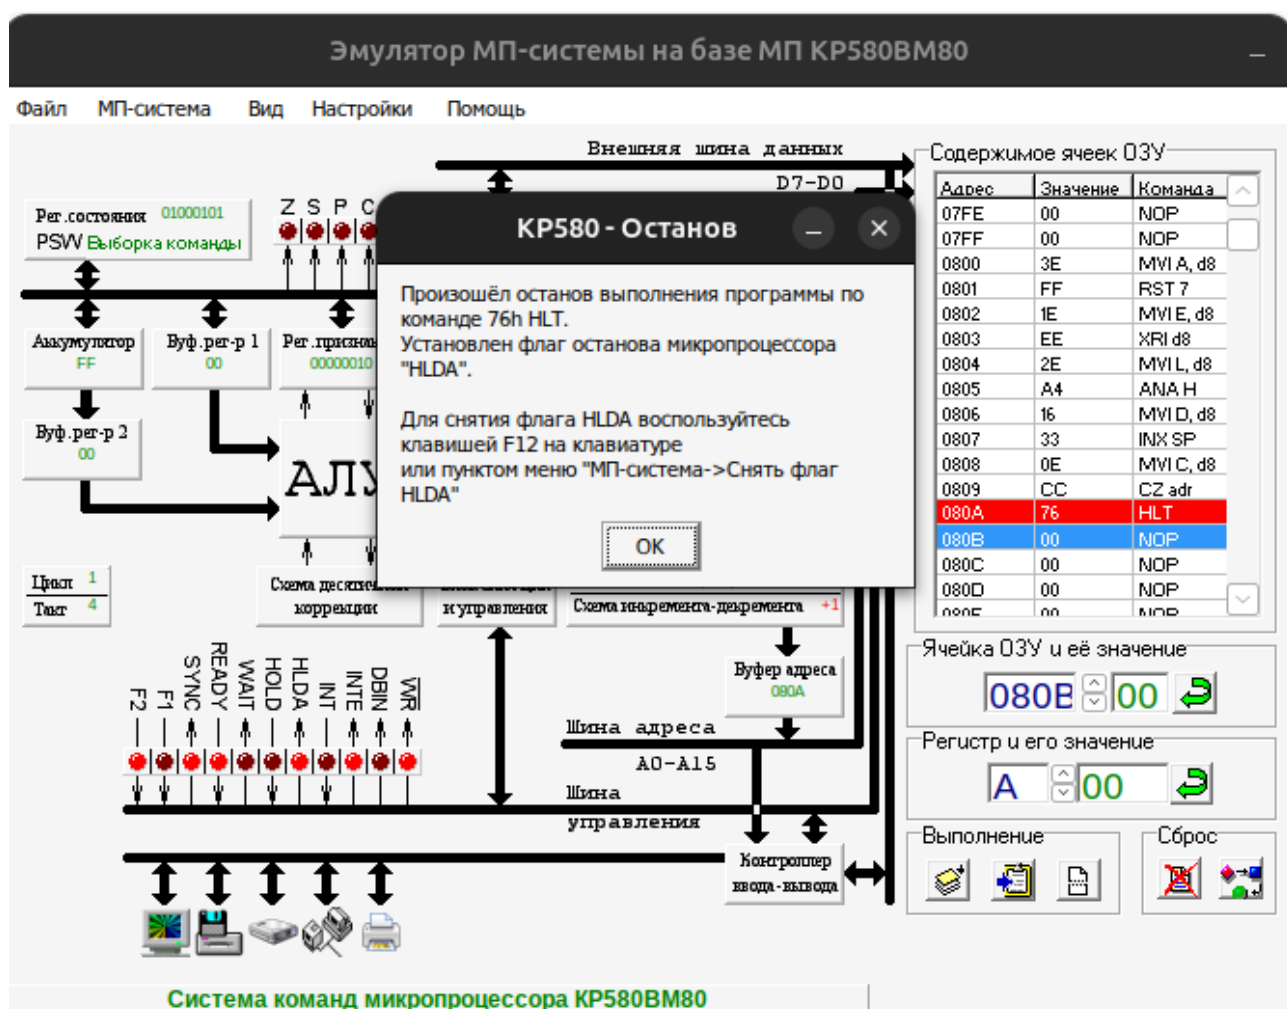 Эмулятор МП-системы на базе МП КР580ВМ80
Файл МП-система Вид Настройки Помощь
Внешняя шина данных
D7-D0
Рег.состояния 01000101
PSW Выборка команды
Z S P C
Аккумулятор
FF
Буф.рег-р 1
00
00000010
Буф.рег-р 2
00
АЛУ
Цикл 1
Такт 4
коррекции
и управления
Схема инкремента-декремента +1
Буфер адреса
080A
F2 F1 SYNC READY WAIT HOLD HLDA INT INTE DBIN WR
Шина адреса
A0-A15
Шина
управления
Контроллер
ввода-вывода
КР580 - Останов
Произошёл останов выполнения программы по
команде 76h HLT.
Установлен флаг останова микропроцессора
"HLDA".
Для снятия флага HLDA воспользуйтесь
клавишей F12 на клавиатуре
или пунктом меню "МП-система->Снять флаг
HLDA"
OK
Содержимое ячеек ОЗУ
Адрес Значение Команда
07FE 00 NOP
07FF 00 NOP
0800 3E MVI A, d8
0801 FF RST 7
0802 1E MVI E, d8
0803 EE XRI d8
0804 2E MVI L, d8
0805 A4 ANA H
0806 16 MVI D, d8
0807 33 INX SP
0808 0E MVI C, d8
0809 CC CZ adr
080A 76 HLT
080B 00 NOP
080C 00 NOP
080D 00 NOP
Ячейка ОЗУ и её значение
080B 00
Регистр и его значение
A 00
Выполнение
Сброс
Система команд микропроцессора КР580ВМ80